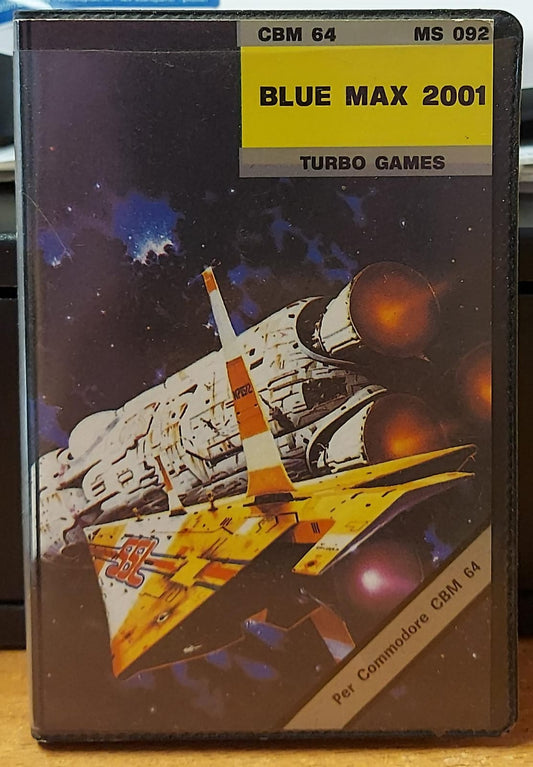 CBM 64 MS 092
BLUE MAX 2001
TURBO GAMES
Per Commodore CBM 64